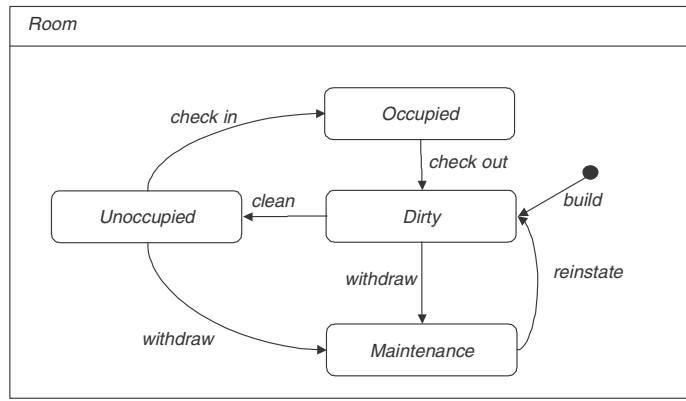 Room
Occupied
check in
check out
Unoccupied
clean
Dirty
build
withdraw
reinstate
withdraw
Maintenance